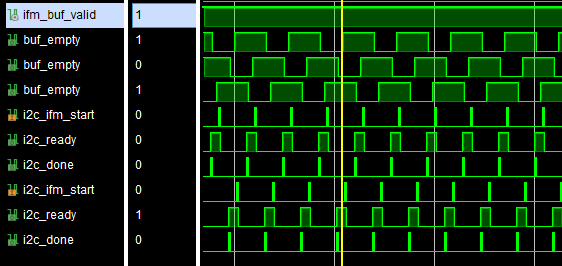 ifm_buf_valid 1
buf_empty 1
buf_empty 0
buf_empty 1
i2c_ifm_start 0
i2c_ready 0
i2c_done 0
i2c_ifm_start 0
i2c_ready 1
i2c_done 0